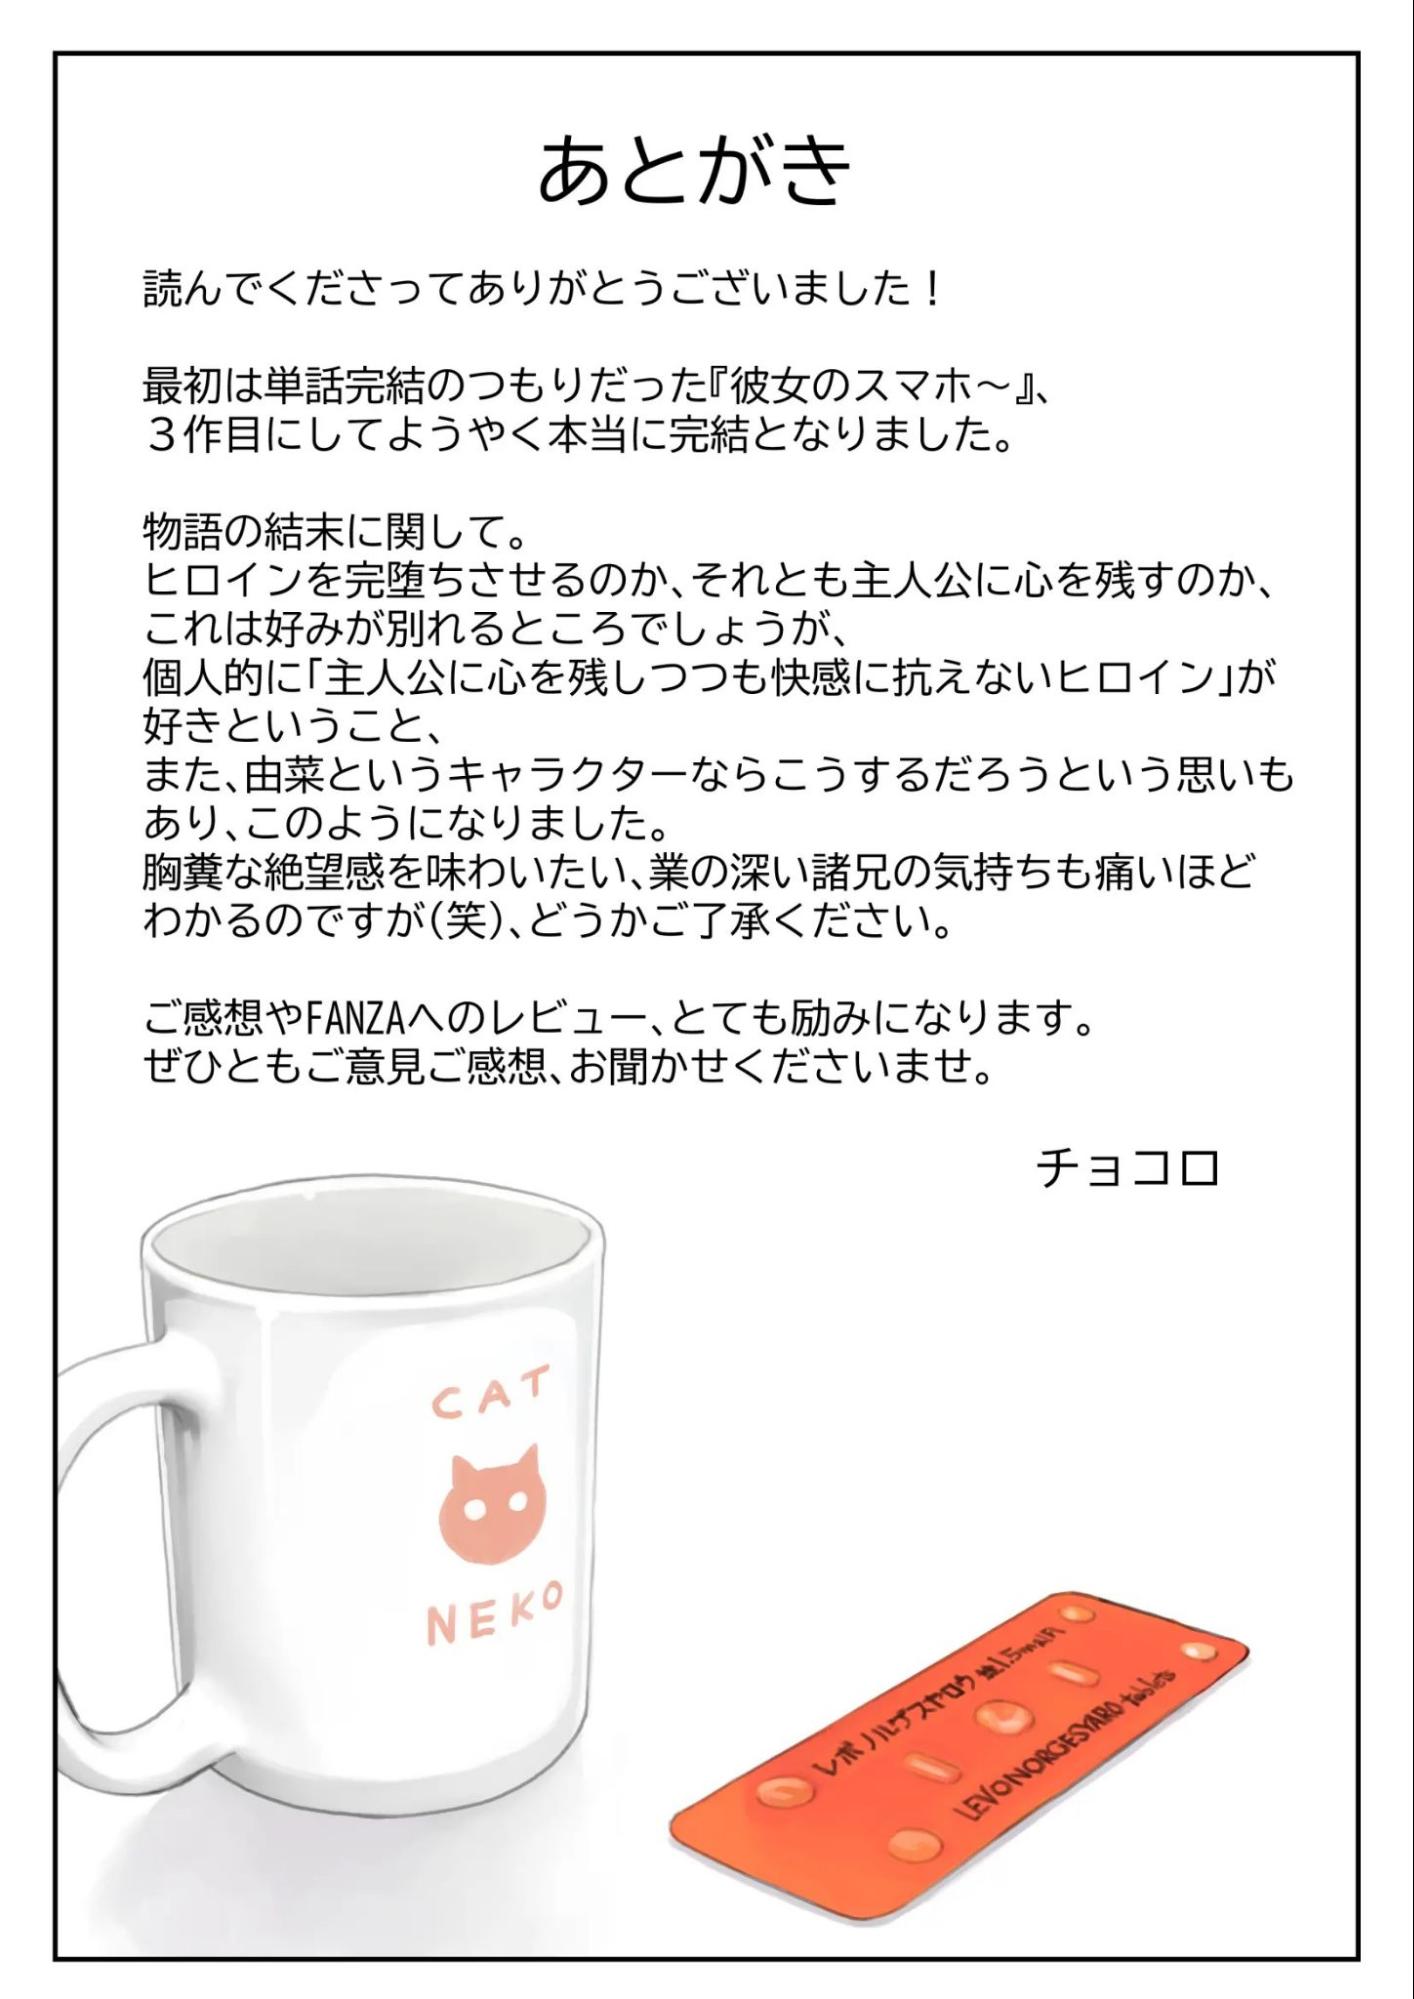 あとがき
読んでくださってありがとうございました！
最初は単話完結のつもりだった『彼女のスマホ～』、
３作目にしてようやく本当に完結となりました。
物語の結末に関して。
ヒロインを完堕ちさせるのか、それとも主人公に心を残すのか、
これは好みが別れるところでしょうが、
個人的に「主人公に心を残しつつも快感に抗えないヒロイン」が
好きということ、
また、由菜というキャラクターならこうするだろうという思いも
あり、このようになりました。
胸糞な絶望感を味わいたい、業の深い諸兄の気持ちも痛いほど
わかるのですが（笑）、どうかご了承ください。
ご感想やFANZAへのレビュー、とても励みになります。
ぜひともご意見ご感想、お聞かせくださいませ。
チョコロ
CAT
NEKO
レボノルゲスヤロウ 1.5mg
LEVONORGESYARO tablets